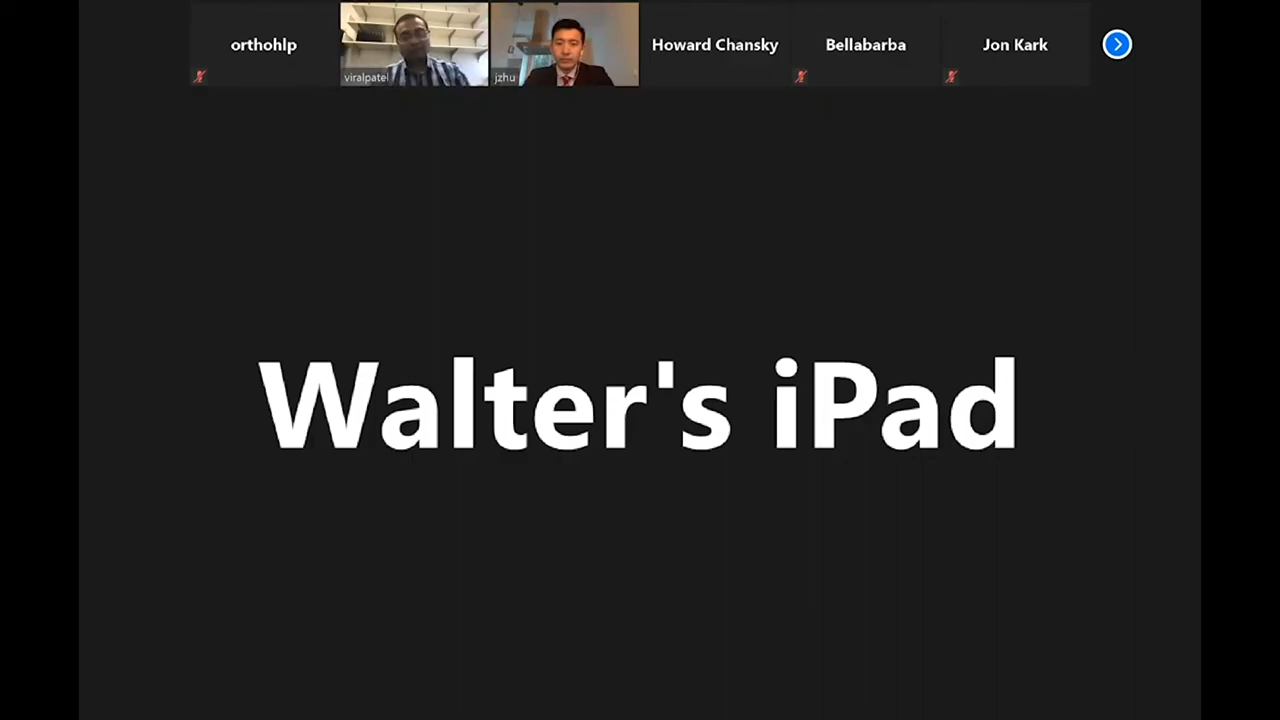 orthohlp
viralpatel
jzhu
Howard Chansky
Bellabarba
Jon Kark
Walter's iPad